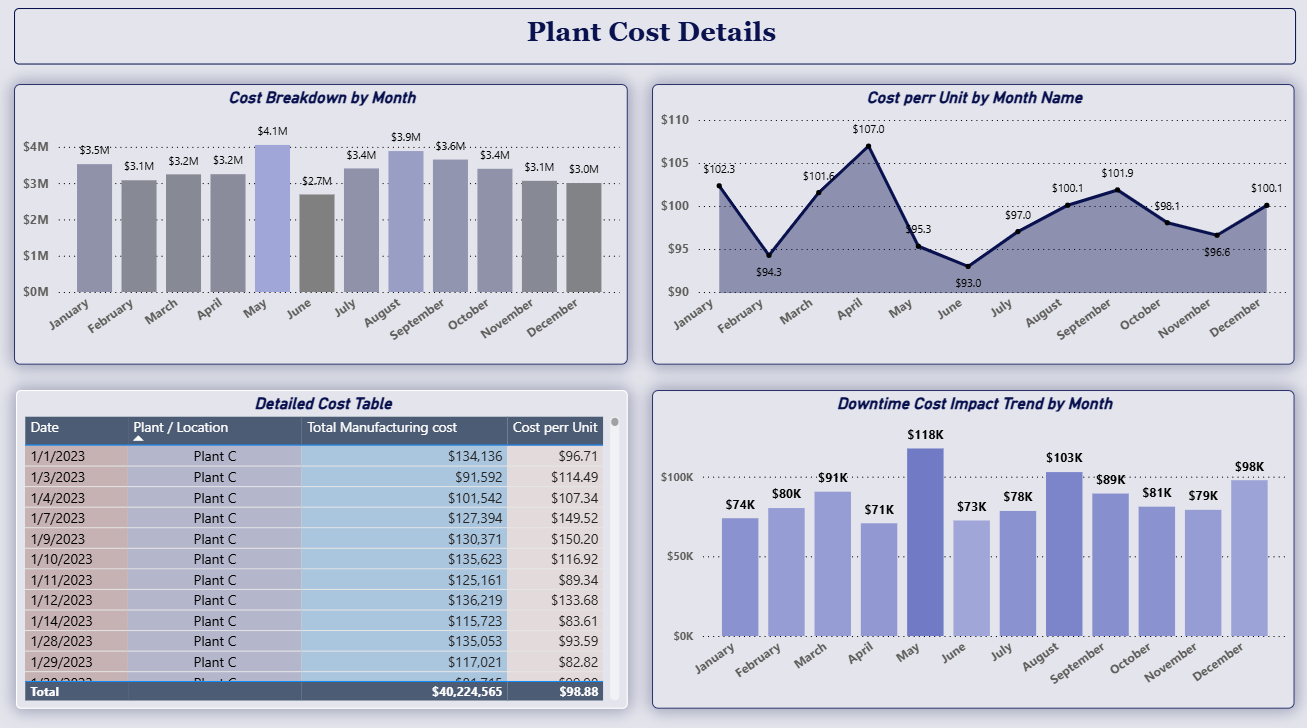 Plant Cost Details
Cost Breakdown by Month
$4M
$3M
$2M
$1M
$0M
$3.5M
$3.1M
$3.2M
$3.2M
$4.1M
$2.7M
$3.4M
$3.9M
$3.6M
$3.4M
$3.1M
$3.0M
January
February
March
April
May
June
July
August
September
October
November
December
Cost perr Unit by Month Name
$110
$105
$100
$95
$90
$102.3
$94.3
$101.6
$107.0
$95.3
$93.0
$97.0
$100.1
$101.9
$98.1
$96.6
$100.1
January
February
March
April
May
June
July
August
September
October
November
December
Detailed Cost Table
Date Plant / Location Total Manufacturing cost Cost perr Unit
1/1/2023 Plant C $134,136 $96.71
1/3/2023 Plant C $91,592 $114.49
1/4/2023 Plant C $101,542 $107.34
1/7/2023 Plant C $127,394 $149.52
1/9/2023 Plant C $130,371 $150.20
1/10/2023 Plant C $135,623 $116.92
1/11/2023 Plant C $125,161 $89.34
1/12/2023 Plant C $136,219 $133.68
1/14/2023 Plant C $115,723 $83.61
1/28/2023 Plant C $135,053 $93.59
1/29/2023 Plant C $117,021 $82.82
Total $40,224,565 $98.88
Downtime Cost Impact Trend by Month
$100K
$50K
$0K
$74K
$80K
$91K
$71K
$118K
$73K
$78K
$103K
$89K
$81K
$79K
$98K
January
February
March
April
May
June
July
August
September
October
November
December